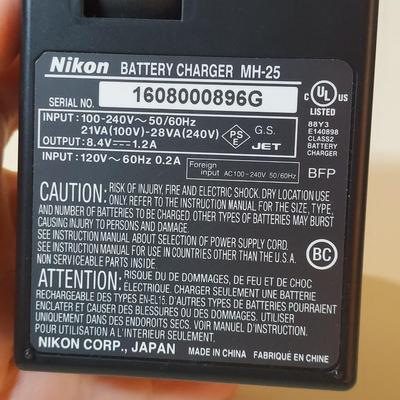 Nikon BATTERY CHARGER MH-25
SERIAL NO. 1608000896G
C UL US
LISTED
88Y3
E140898
CLASS2
BATTERY
CHARGER
INPUT: 100-240V～50/60Hz
21VA(100V)-28VA(240V)
OUTPUT: 8.4V⎓1.2A
PSE
G.S.
JET
INPUT: 120V～60Hz 0.2A
Foreign
input AC100-240V 50/60Hz
BFP
CAUTION: RISK OF INJURY, FIRE AND ELECTRIC SHOCK. DRY LOCATION USE
ONLY. REFER TO THE INSTRUCTION MANUAL FOR THE SIZE, TYPE,
AND NUMBER OF BATTERIES TO BE CHARGED. OTHER TYPES OF BATTERIES MAY BURST
CAUSING INJURY TO PERSONS AND DAMAGE.
SEE INSTRUCTION MANUAL ABOUT SELECTION OF POWER SUPPLY CORD.
SEE INSTRUCTION MANUAL FOR USE IN COUNTRIES OTHER THAN THE U.S.A.
NON SERVICEABLE PARTS INSIDE.
BC
ATTENTION: RISQUE DU DE DOMMAGES, DE FEU ET DE CHOC
ÉLECTRIQUE. CHARGER SEULEMENT UNE BATTERIE
RECHARGEABLE DES TYPES EN-EL15. D'AUTRES TYPES DE BATTERIES POURRAIENT
ENCLATER ET CAUSER DES BLESSURES OU DES DOMMAGES. UTILISER
UNIQUEMENT DANS ENDROITS SECS. VOIR MANUEL D'INSTRUCTION
POUR UTILISATION A L'INTERIEUR SEULEMENT.
NIKON CORP., JAPAN MADE IN CHINA FABRIQUÉ EN CHINE